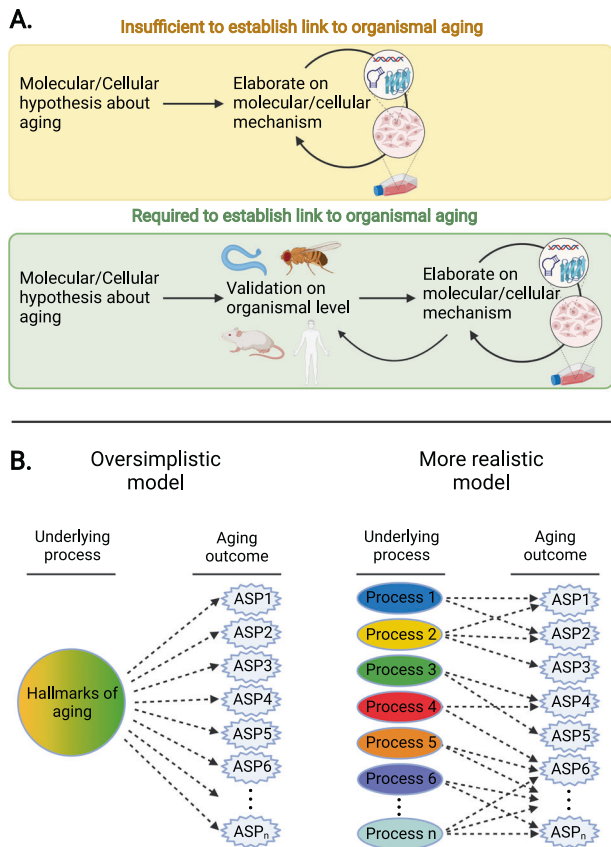 A.
Insufficient to establish link to organismal aging
Molecular/Cellular
hypothesis about
aging
Elaborate on
molecular/cellular
mechanism
Required to establish link to organismal aging
Molecular/Cellular
hypothesis about
aging
Validation on
organismal level
Elaborate on
molecular/cellular
mechanism
B.
Oversimplistic
model
Underlying
process
Aging
outcome
Hallmarks of
aging
ASP1
ASP2
ASP3
ASP4
ASP5
ASP6
ASPn
More realistic
model
Underlying
process
Aging
outcome
Process 1
Process 2
Process 3
Process 4
Process 5
Process 6
Process n
ASP1
ASP2
ASP3
ASP4
ASP5
ASP6
ASPn